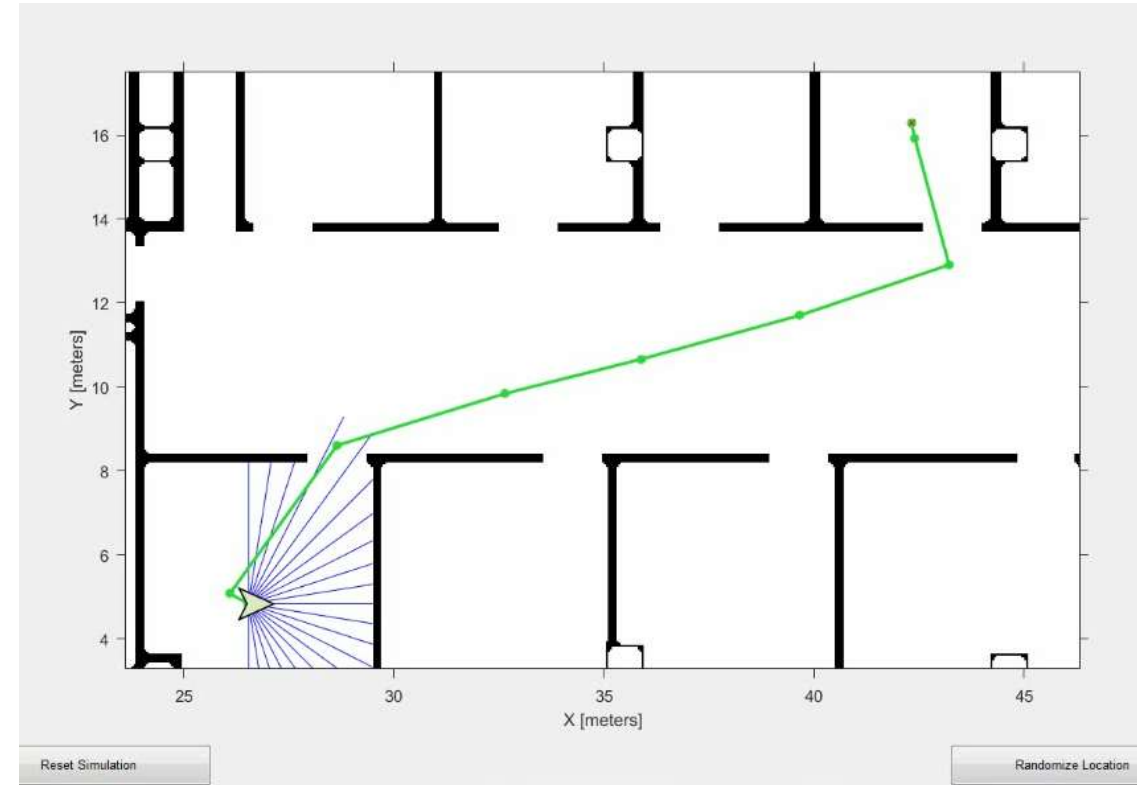 16
14
12
10
8
6
4
Y [meters]
25 30 35 40 45
X [meters]
Reset Simulation
Randomize Location